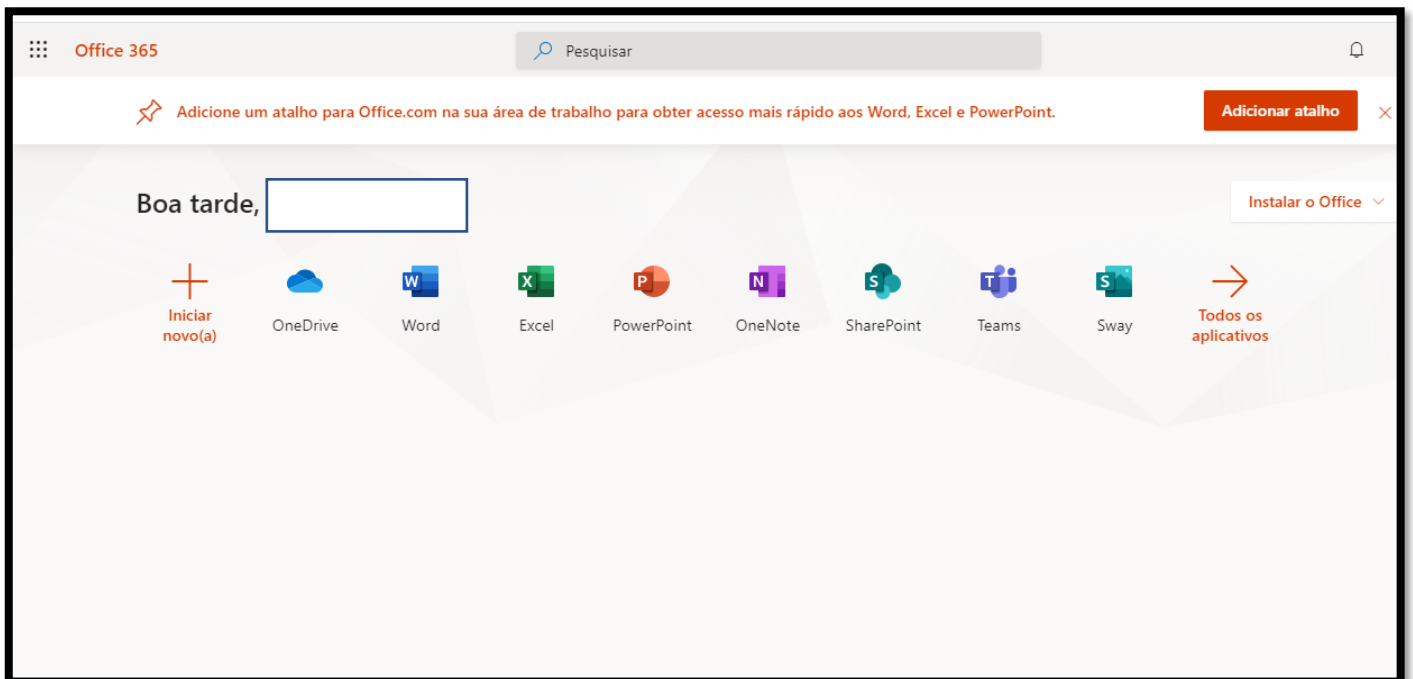 Office 365
Pesquisar
Adicione um atalho para Office.com na sua área de trabalho para obter acesso mais rápido aos Word, Excel e PowerPoint.
Adicionar atalho
Boa tarde,
Instalar o Office
Iniciar
novo(a)
OneDrive
Word
Excel
PowerPoint
OneNote
SharePoint
Teams
Sway
Todos os
aplicativos